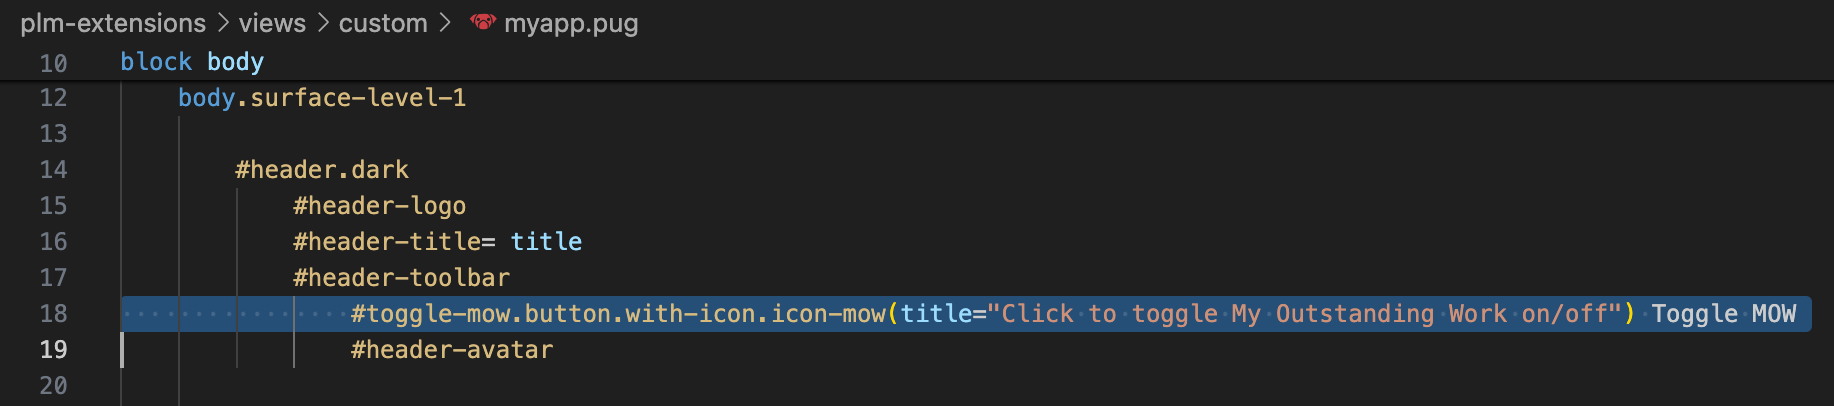 plm-extensions > views > custom > myapp.pug
10 block body
12 body.surface-level-1
13
14 #header.dark
15 #header-logo
16 #header-title= title
17 #header-toolbar
18 #toggle-mow.button.with-icon.icon-mow(title="Click to toggle My Outstanding Work on/off") Toggle MOW
19 #header-avatar
20